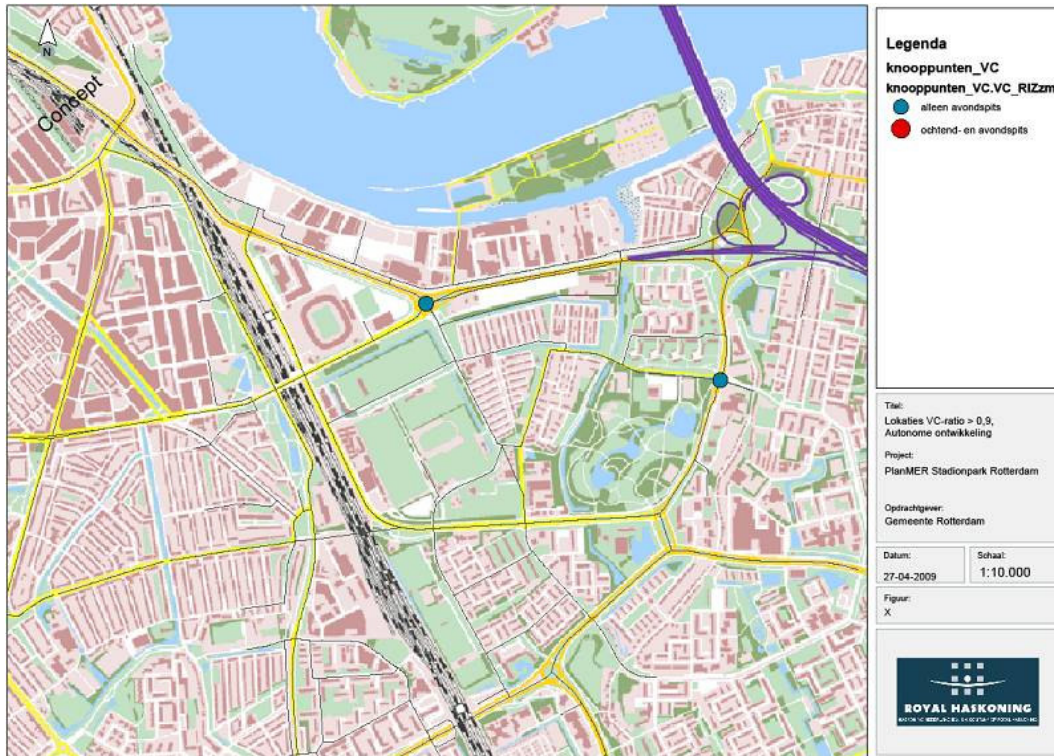 N
Concept
Legenda
knooppunten_VC
knooppunten_VC.VC_RIZzm
alleen avondspits
ochtend- en avondspits
Titel:
Lokaties VC-ratio > 0,9,
Autonome ontwikkeling
Project:
PlanMER Stadionpark Rotterdam
Opdrachtgever:
Gemeente Rotterdam
Datum:
27-04-2009
Schaal:
1:10.000
Figuur:
X
ROYAL HASKONING